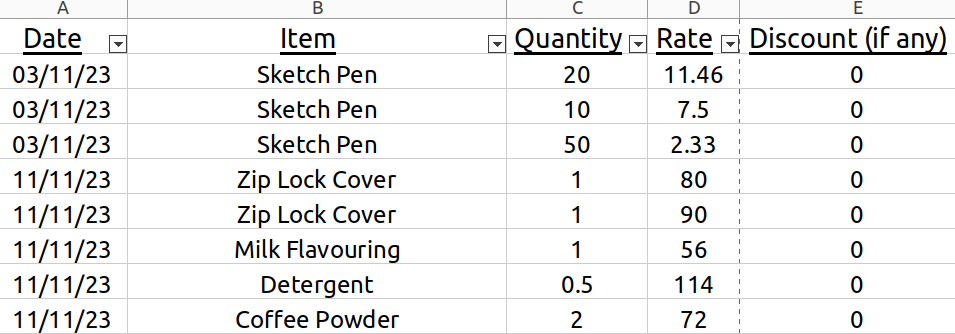 A B C D E
Date Item Quantity Rate Discount (if any)
03/11/23 Sketch Pen 20 11.46 0
03/11/23 Sketch Pen 10 7.5 0
03/11/23 Sketch Pen 50 2.33 0
11/11/23 Zip Lock Cover 1 80 0
11/11/23 Zip Lock Cover 1 90 0
11/11/23 Milk Flavouring 1 56 0
11/11/23 Detergent 0.5 114 0
11/11/23 Coffee Powder 2 72 0